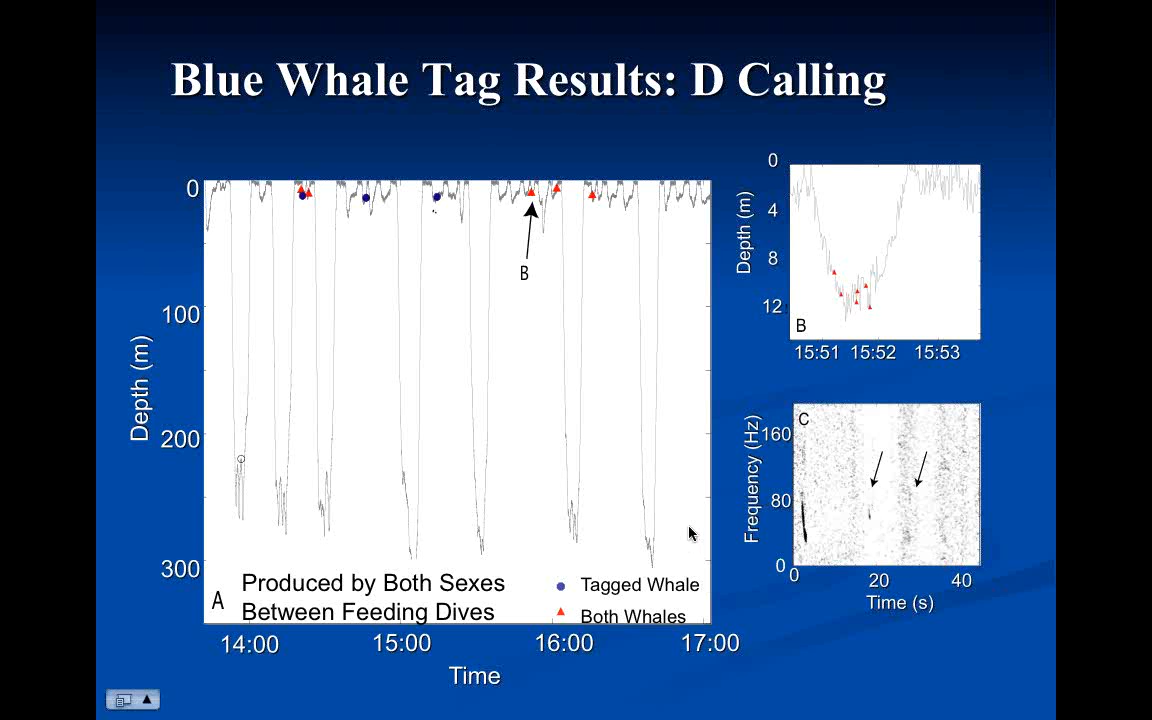 Blue Whale Tag Results: D Calling
0
100
200
300
Depth (m)
B
A
Produced by Both Sexes
Between Feeding Dives
Tagged Whale
Both Whales
14:00
15:00
16:00
17:00
Time
0
4
8
12
Depth (m)
B
15:51
15:52
15:53
C
160
80
0
Frequency (Hz)
0
20
40
Time (s)